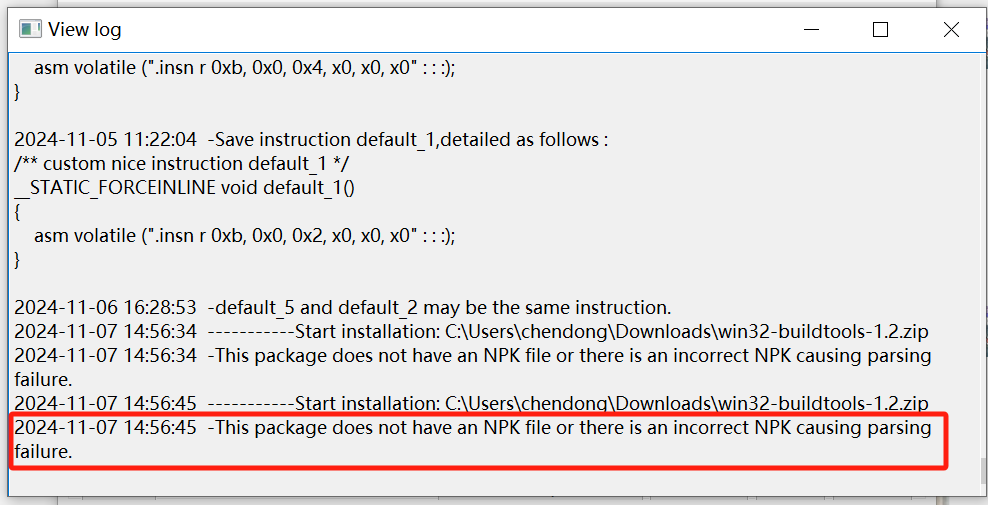 View log
asm volatile (".insn r 0xb, 0x0, 0x4, x0, x0, x0" : : :);
}
2024-11-05 11:22:04  -Save instruction default_1,detailed as follows :
/** custom nice instruction default_1 */
__STATIC_FORCEINLINE void default_1()
{
asm volatile (".insn r 0xb, 0x0, 0x2, x0, x0, x0" : : :);
}
2024-11-06 16:28:53  -default_5 and default_2 may be the same instruction.
2024-11-07 14:56:34  -----------Start installation: C:\Users\chendong\Downloads\win32-buildtools-1.2.zip
2024-11-07 14:56:34  -This package does not have an NPK file or there is an incorrect NPK causing parsing
failure.
2024-11-07 14:56:45  -----------Start installation: C:\Users\chendong\Downloads\win32-buildtools-1.2.zip
2024-11-07 14:56:45  -This package does not have an NPK file or there is an incorrect NPK causing parsing
failure.